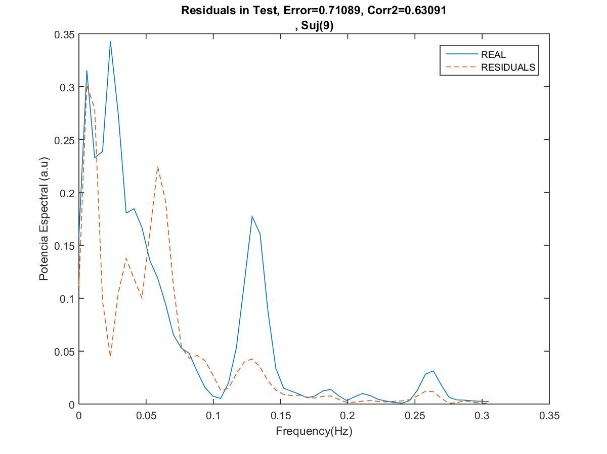 Residuals in Test, Error=0.71089, Corr2=0.63091
, Suj(9)
0.35
REAL
RESIDUALS
0.3
0.25
0.2
0.15
0.1
0.05
0
Potencia Espectral (a.u)
0 0.05 0.1 0.15 0.2 0.25 0.3 0.35
Frequency(Hz)